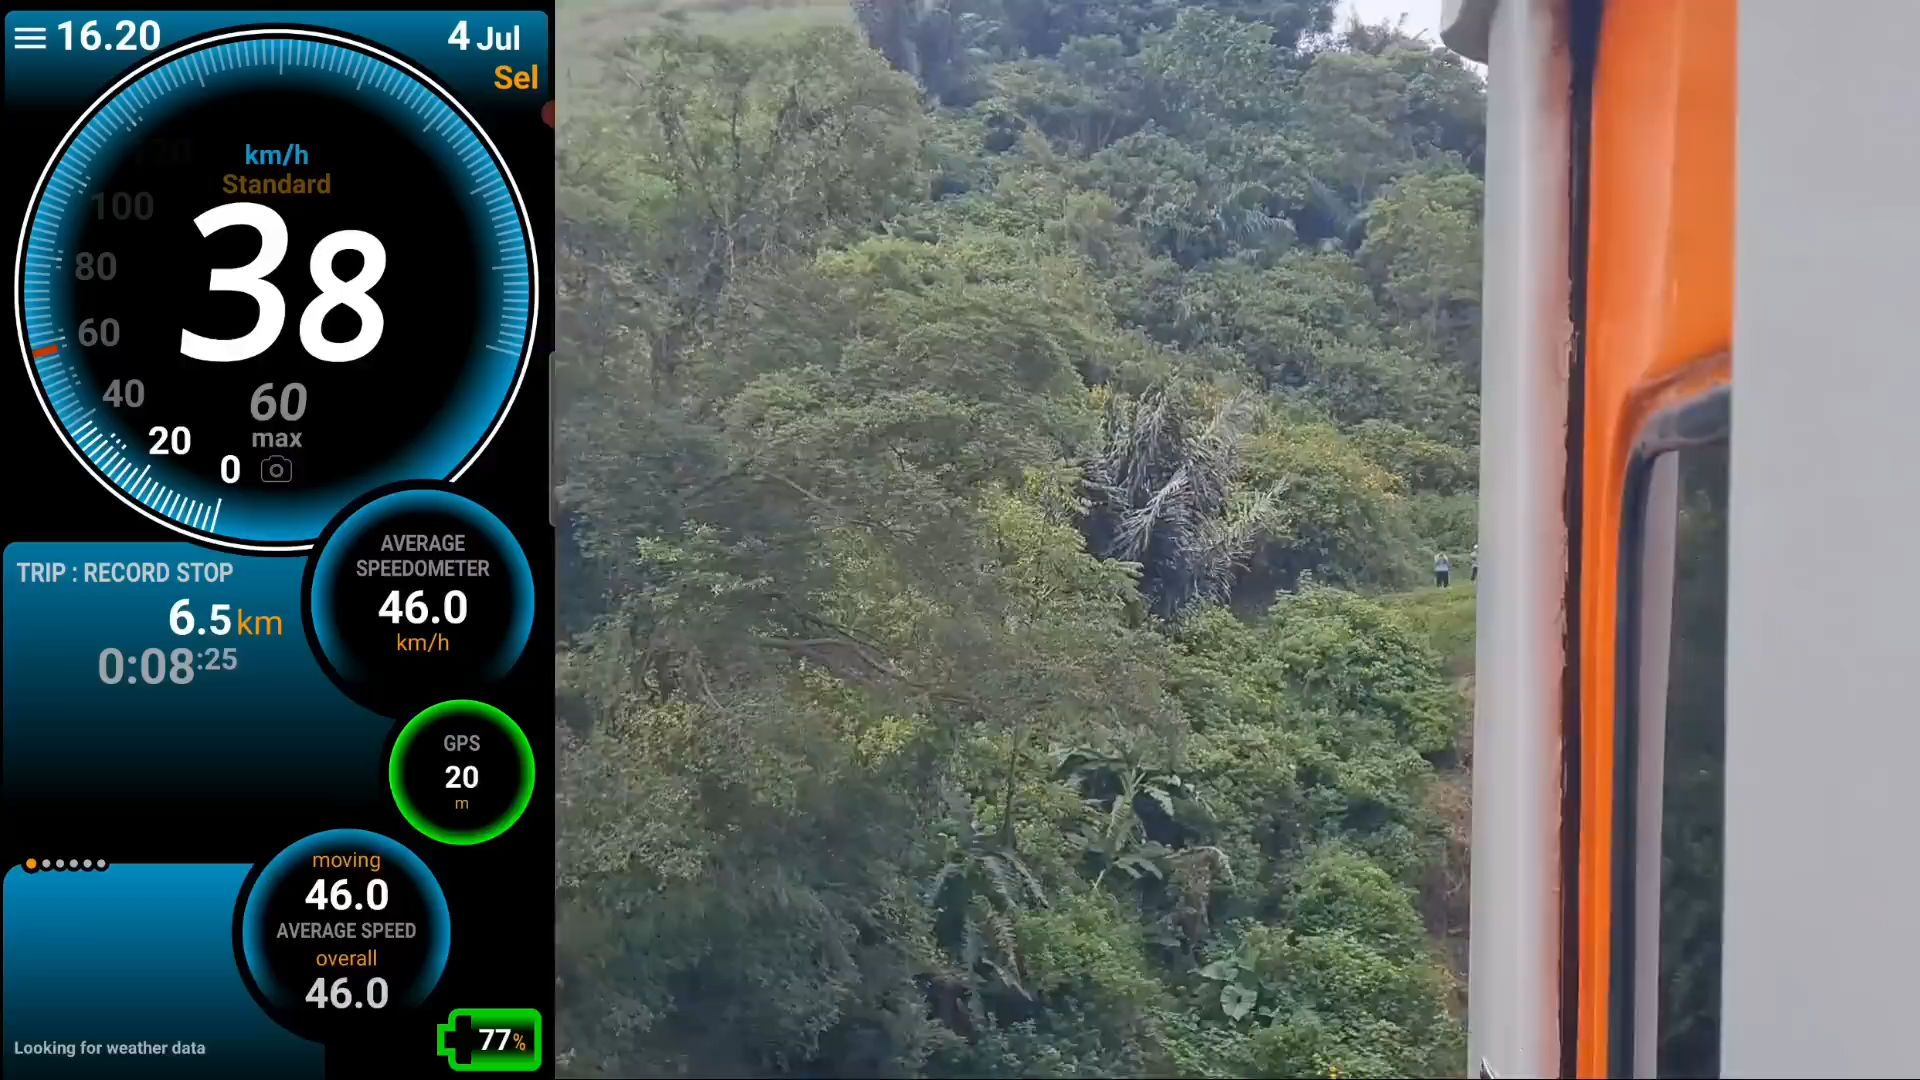 16.20
4 Jul
Sel
km/h
Standard
120
100
80
60
40
20
0
38
60
max
TRIP : RECORD STOP
6.5 km
0:08:25
AVERAGE
SPEEDOMETER
46.0
km/h
GPS
20
m
moving
46.0
AVERAGE SPEED
overall
46.0
Looking for weather data
77%